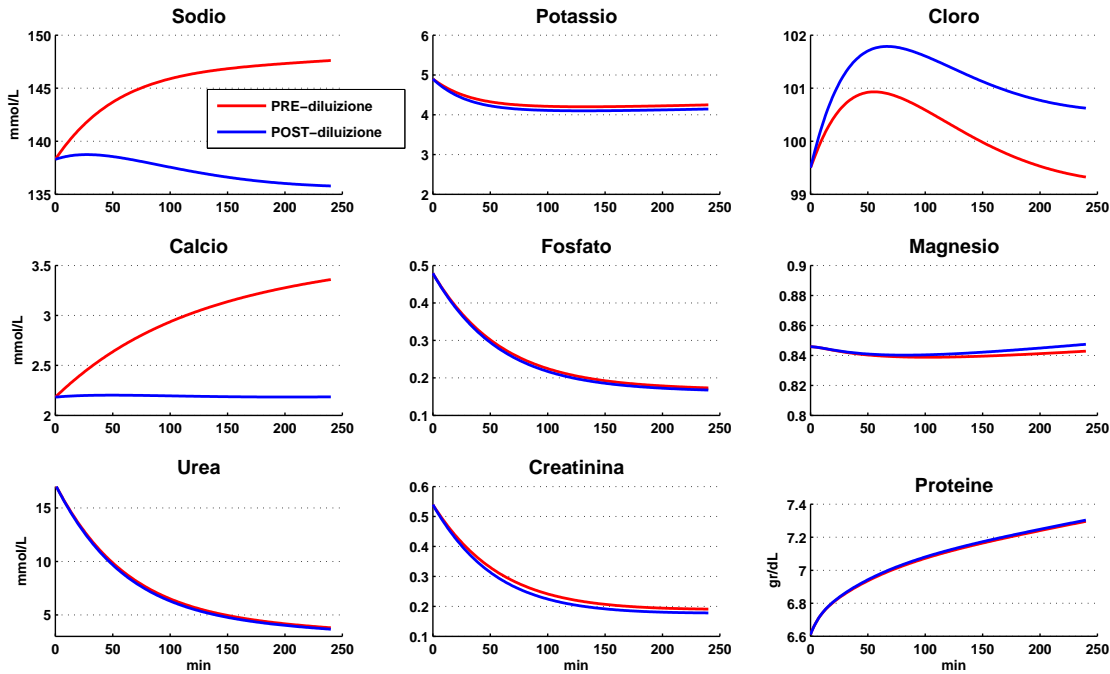 Sodio
Potassio
Cloro
150
145
140
135
mmol/L
0 50 100 150 200 250
PRE−diluizione
POST−diluizione
6
5
4
3
2
0 50 100 150 200 250
102
101
100
99
0 50 100 150 200 250
Calcio
Fosfato
Magnesio
3.5
3
2.5
2
mmol/L
0 50 100 150 200 250
0.5
0.4
0.3
0.2
0.1
0 50 100 150 200 250
0.9
0.88
0.86
0.84
0.82
0.8
0 50 100 150 200 250
Urea
Creatinina
Proteine
15
10
5
mmol/L
0 50 100 150 200 250
min
0.6
0.5
0.4
0.3
0.2
0.1
0 50 100 150 200 250
min
7.4
7.2
7
6.8
6.6
gr/dL
0 50 100 150 200 250
min